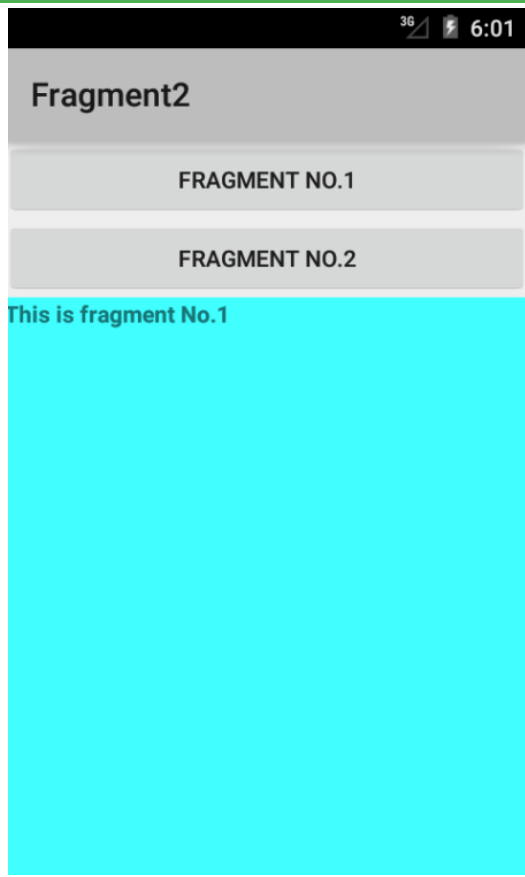 3G 6:01
Fragment2
FRAGMENT NO.1
FRAGMENT NO.2
This is fragment No.1